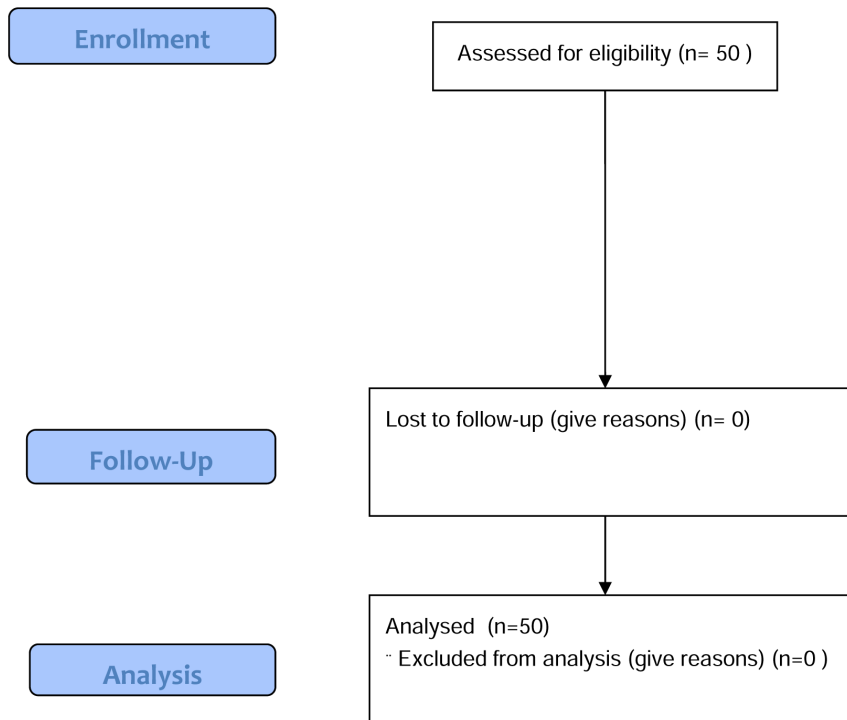 Enrollment
Assessed for eligibility (n= 50 )
Lost to follow-up (give reasons) (n= 0)
Follow-Up
Analysed  (n=50)
¨ Excluded from analysis (give reasons) (n=0 )
Analysis